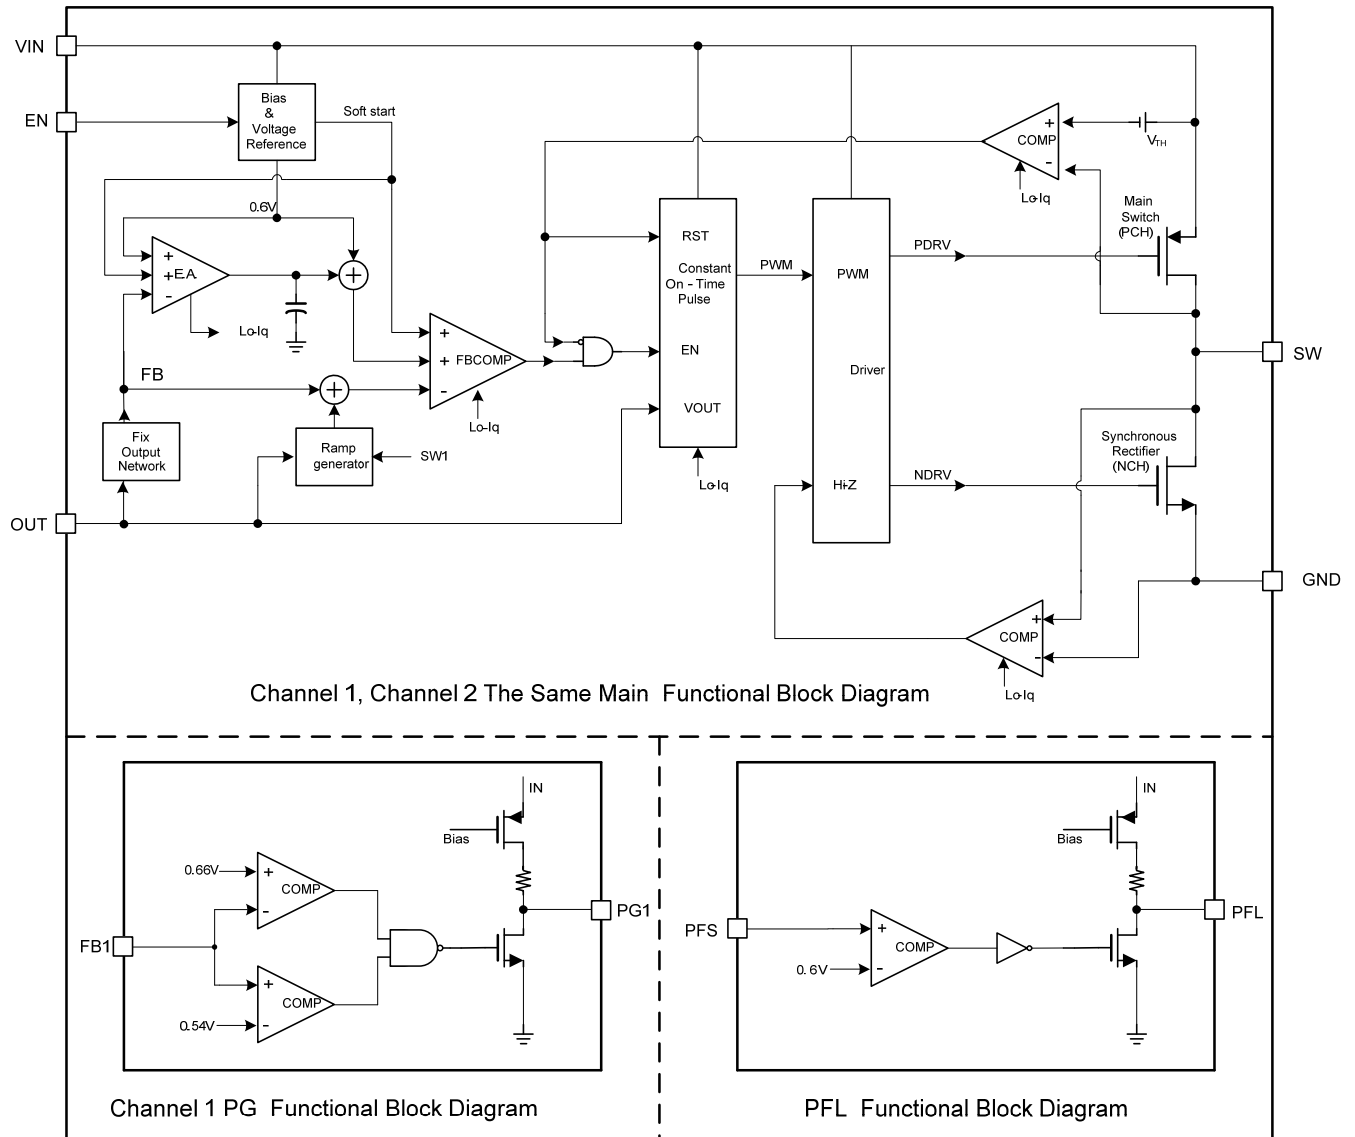 VIN
EN
Bias
&
Voltage
Reference
Soft start
0.6V
+
+
-
E.A.
Lo-Iq
+
FB
+
Fix
Output
Network
Ramp
generator
SW1
OUT
+
+
-
FBCOMP
Lo-Iq
RST
Constant
On - Time
Pulse
EN
VOUT
Lo-Iq
PWM
PWM
Driver
Hi-Z
PDRV
NDRV
COMP
+
-
Lo-Iq
VTH
Main
Switch
(PCH)
SW
Synchronous
Rectifier
(NCH)
GND
COMP
+
-
Lo-Iq
Channel 1, Channel 2 The Same Main Functional Block Diagram
IN
Bias
0.66V
+
-
COMP
PG1
FB1
+
-
COMP
0.54V
Channel 1 PG Functional Block Diagram
IN
Bias
PFL
PFS
+
-
COMP
0.6V
PFL Functional Block Diagram